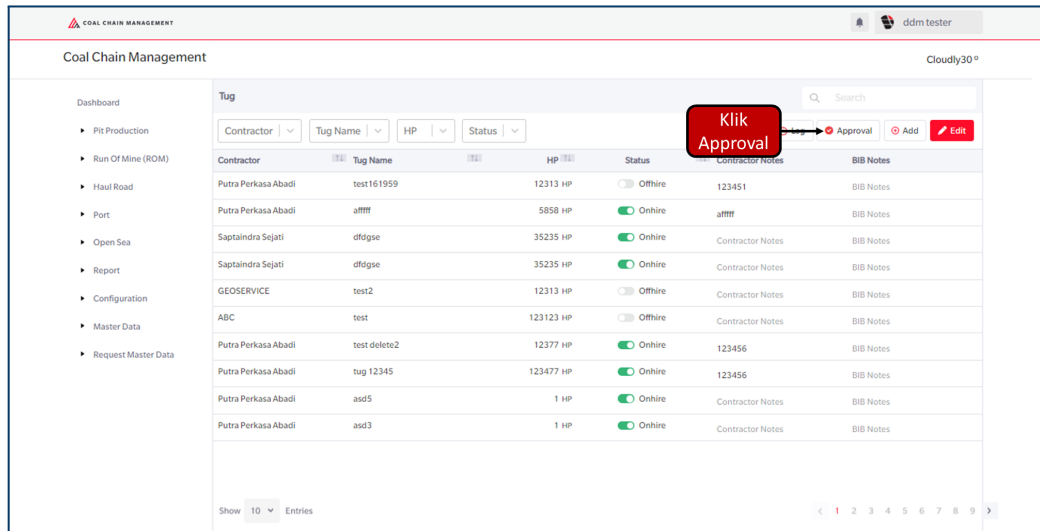 COAL CHAIN MANAGEMENT
ddm tester
Coal Chain Management
Cloudly30 º
Dashboard
Pit Production
Run Of Mine (ROM)
Haul Road
Port
Open Sea
Report
Configuration
Master Data
Request Master Data
Tug
Search
Contractor Tug Name HP Status
Klik
Approval
Log Approval Add Edit
Contractor Tug Name HP Status Contractor Notes BIB Notes
Putra Perkasa Abadi test161959 12313 HP Offhire 123451 BIB Notes
Putra Perkasa Abadi afffff 5858 HP Onhire afffff BIB Notes
Saptaindra Sejati dfdgse 35235 HP Onhire Contractor Notes BIB Notes
Saptaindra Sejati dfdgse 35235 HP Onhire Contractor Notes BIB Notes
GEOSERVICE test2 12313 HP Offhire Contractor Notes BIB Notes
ABC test 123123 HP Offhire Contractor Notes BIB Notes
Putra Perkasa Abadi test delete2 12377 HP Onhire 123456 BIB Notes
Putra Perkasa Abadi tug 12345 123477 HP Onhire 123456 BIB Notes
Putra Perkasa Abadi asd5 1 HP Onhire Contractor Notes BIB Notes
Putra Perkasa Abadi asd3 1 HP Onhire Contractor Notes BIB Notes
Show 10 Entries
< 1 2 3 4 5 6 7 8 9 >